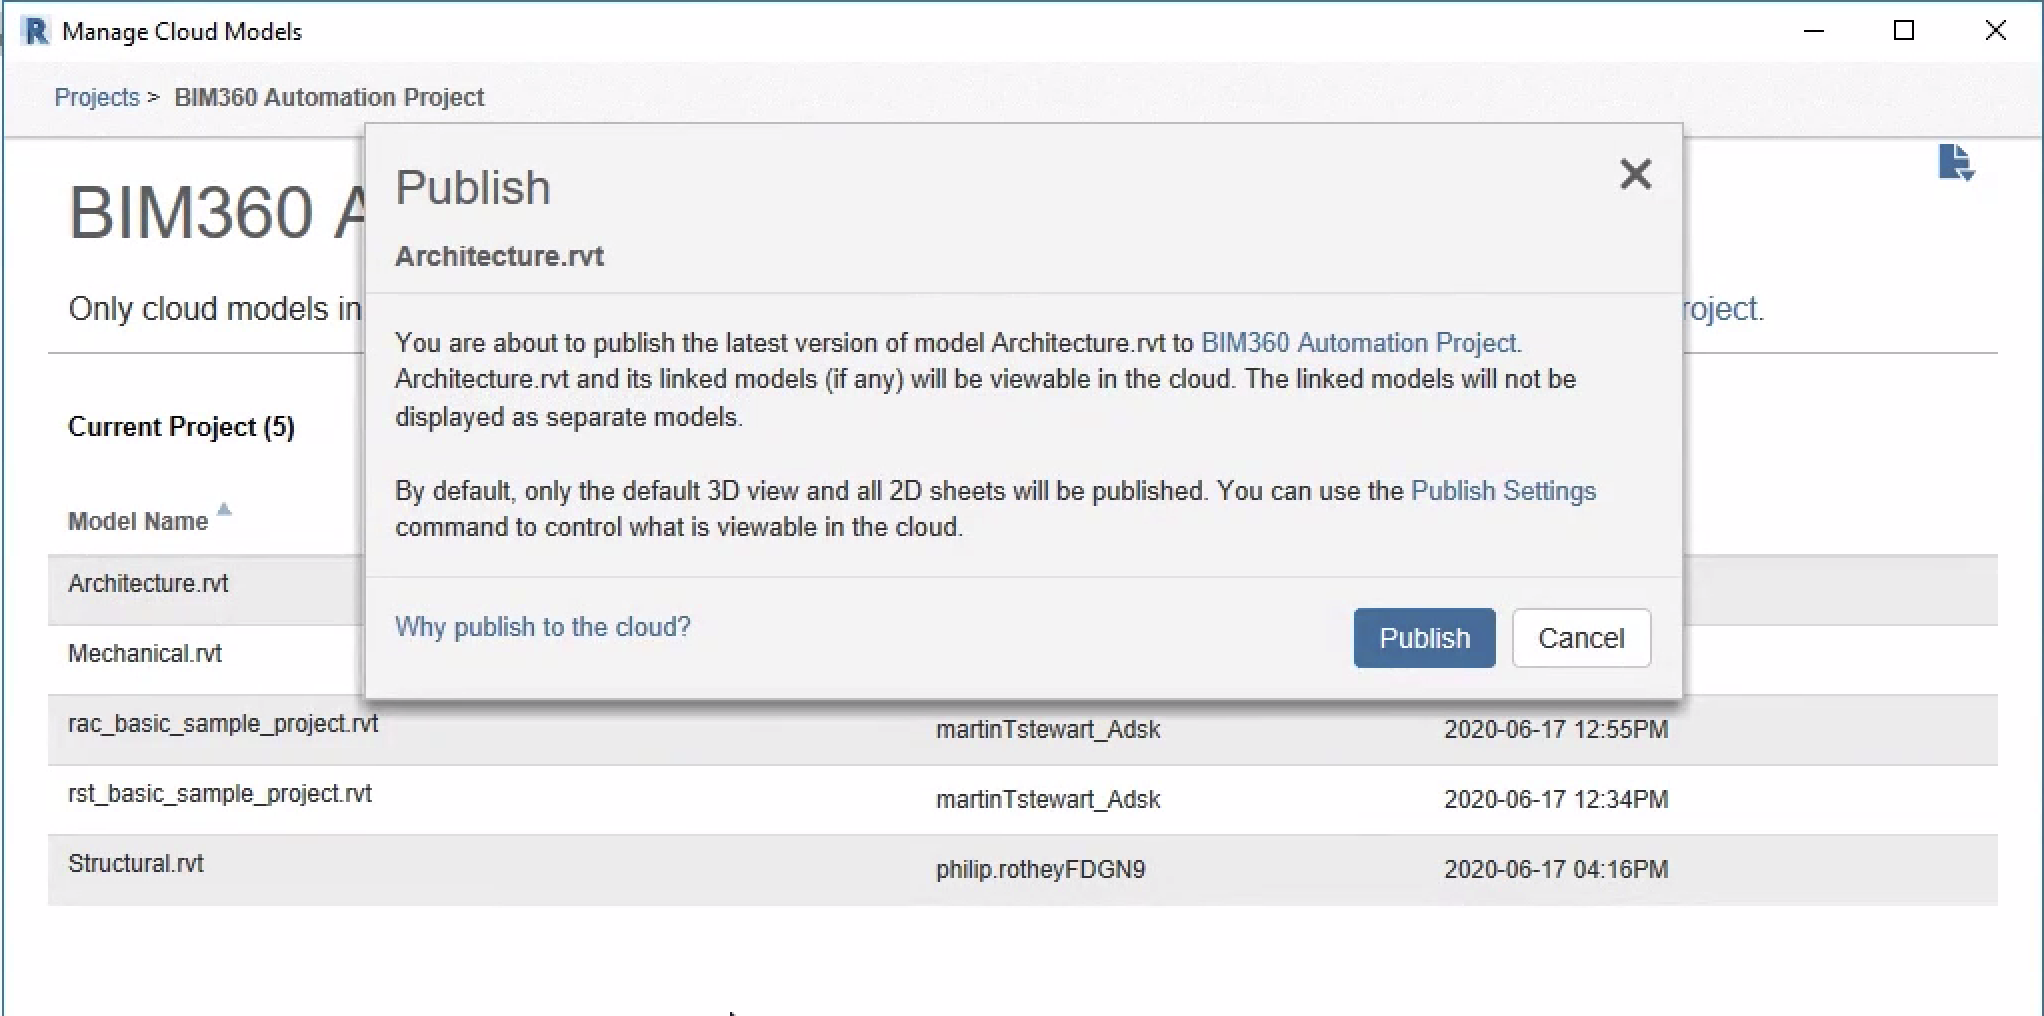 R Manage Cloud Models
Projects > BIM360 Automation Project
BIM360 A
Only cloud models in
roject.
Publish
Architecture.rvt
You are about to publish the latest version of model Architecture.rvt to BIM360 Automation Project.
Architecture.rvt and its linked models (if any) will be viewable in the cloud. The linked models will not be
displayed as separate models.
By default, only the default 3D view and all 2D sheets will be published. You can use the Publish Settings
command to control what is viewable in the cloud.
Why publish to the cloud?
Publish Cancel
Current Project (5)
Model Name
Architecture.rvt
Mechanical.rvt
rac_basic_sample_project.rvt martinTstewart_Adsk 2020-06-17 12:55PM
rst_basic_sample_project.rvt martinTstewart_Adsk 2020-06-17 12:34PM
Structural.rvt philip.rotheyFDGN9 2020-06-17 04:16PM